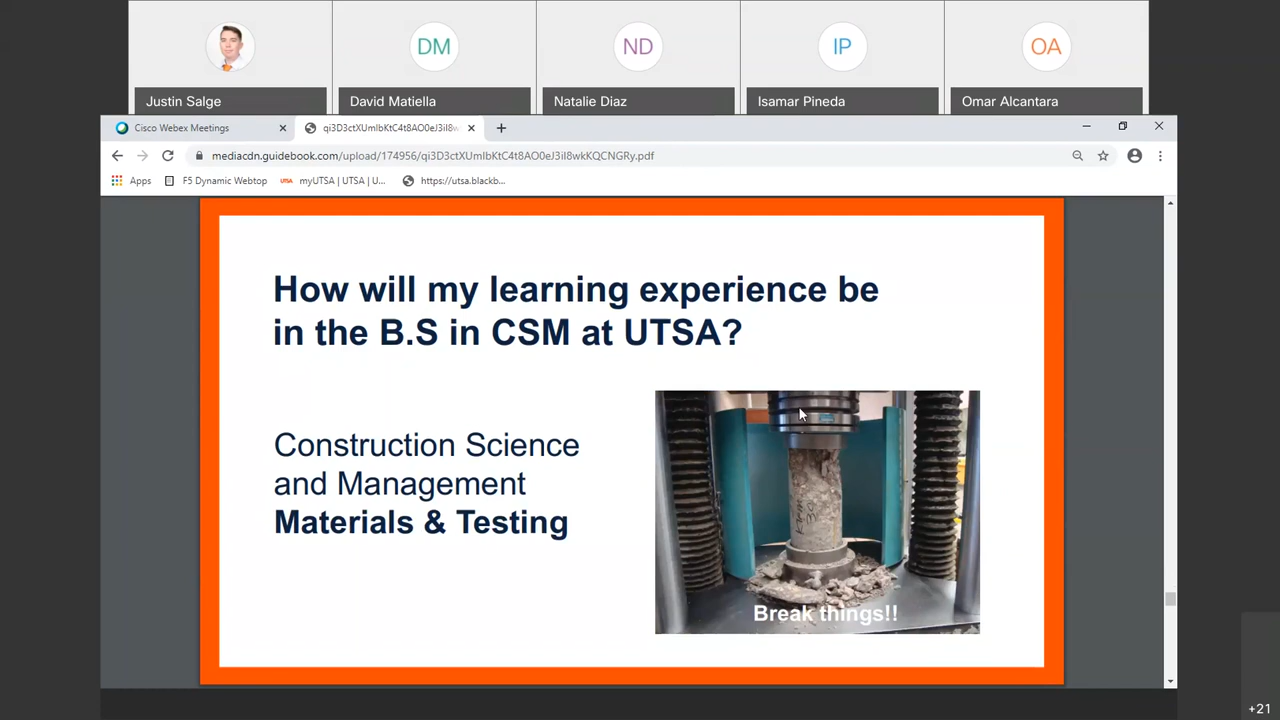 DM
ND
IP
OA
Justin Salge
David Matiella
Natalie Diaz
Isamar Pineda
Omar Alcantara
Cisco Webex Meetings
mediacdn.guidebook.com/upload/174956/qi3D3ctXUmIbKtC4t8AO0eJ3iI8wkKQCNGRy.pdf
Apps
F5 Dynamic Webtop
UTSA
myUTSA | UTSA | U...
https://utsa.blackb...
How will my learning experience be
in the B.S in CSM at UTSA?
Construction Science
and Management
Materials & Testing
Break things!!
+21